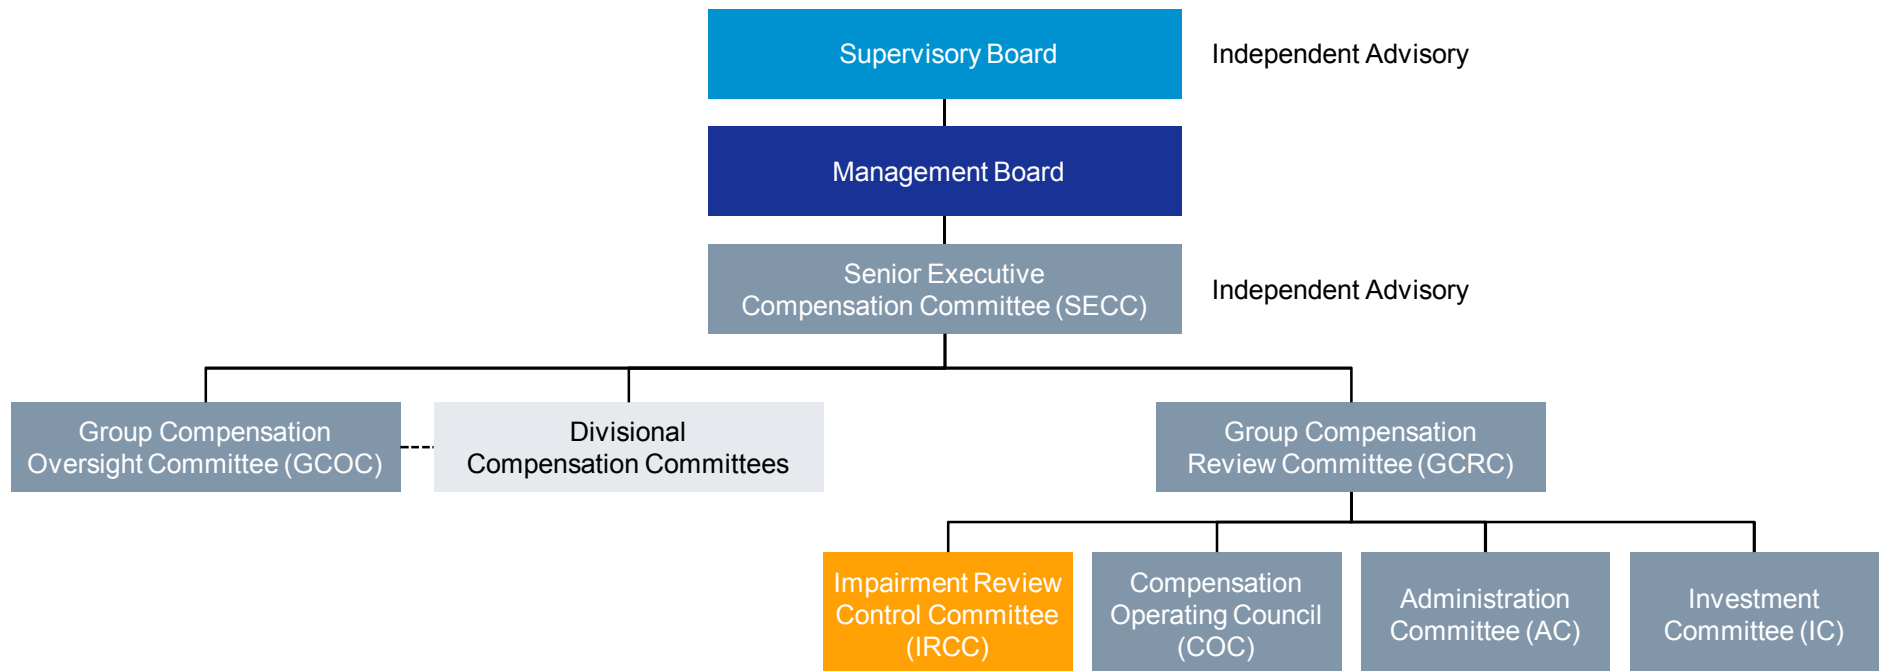 Supervisory Board
Independent Advisory
Management Board
Senior Executive
Compensation Committee (SECC)
Independent Advisory
Group Compensation
Oversight Committee (GCOC)
Divisional
Compensation Committees
Group Compensation
Review Committee (GCRC)
Impairment Review
Control Committee
(IRCC)
Compensation
Operating Council
(COC)
Administration
Committee (AC)
Investment
Committee (IC)